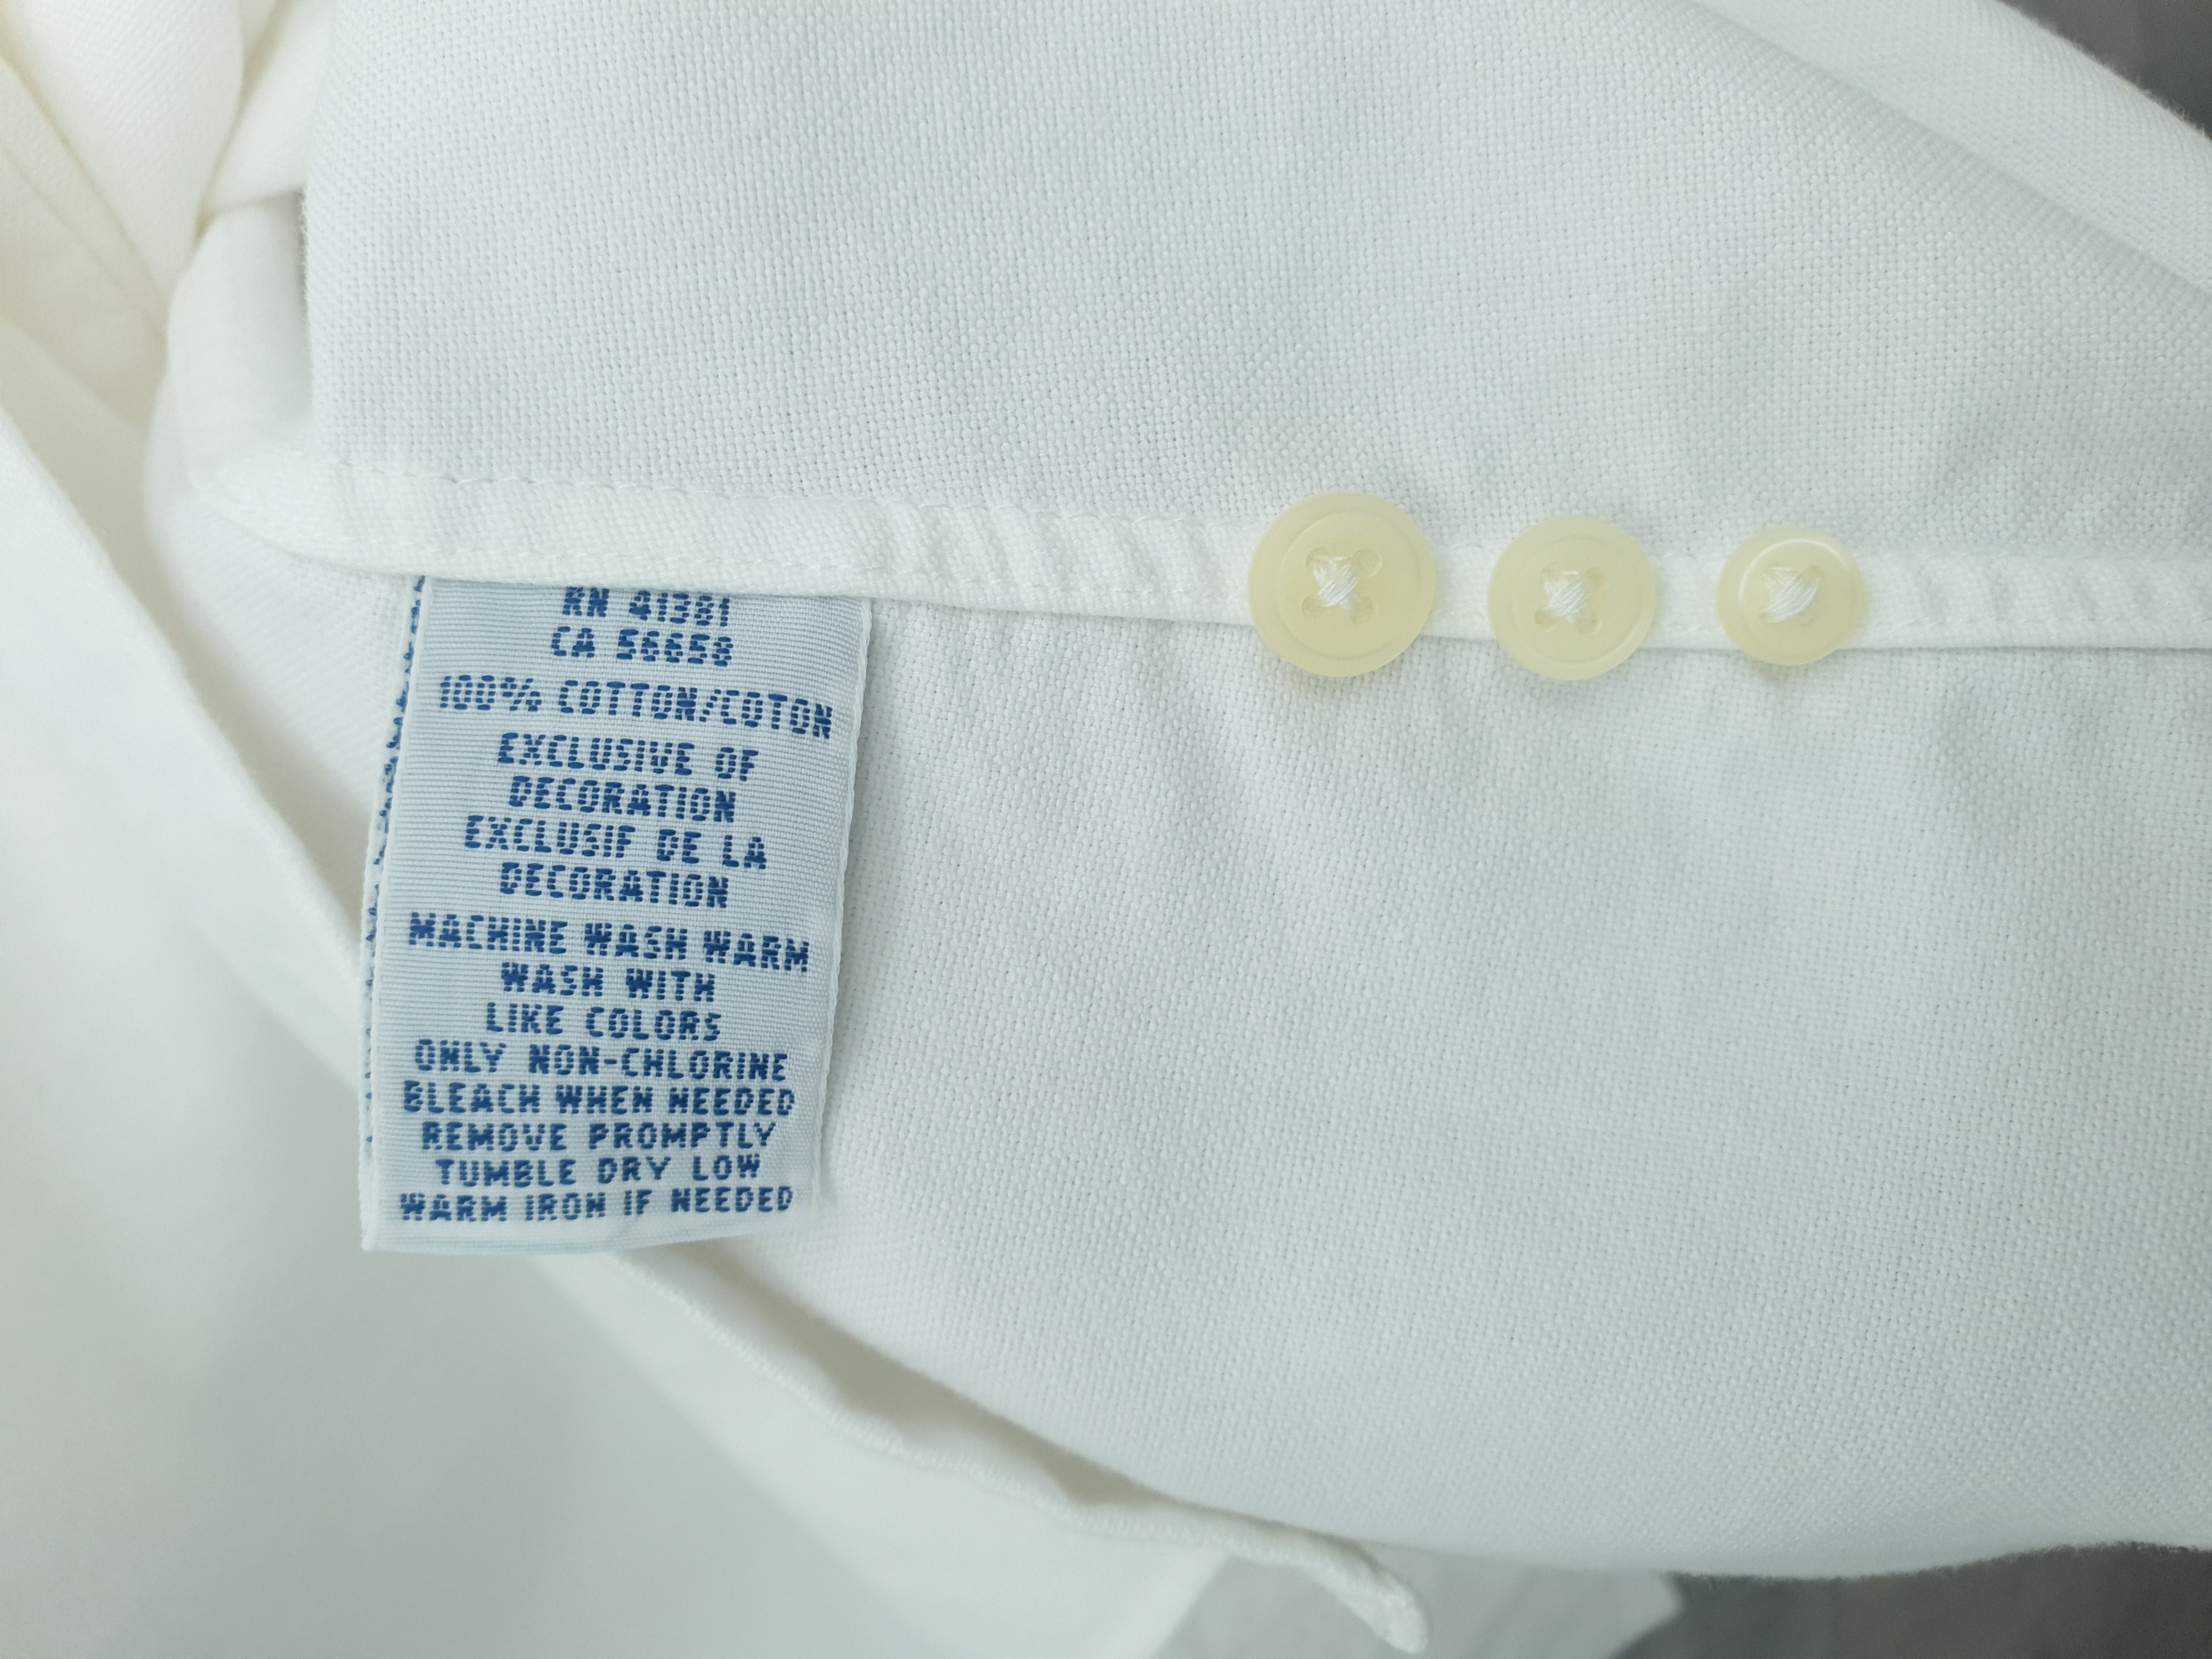 RN 41381
CA 56658
100% COTTON/COTON
EXCLUSIVE OF
DECORATION
EXCLUSIF DE LA
DECORATION
MACHINE WASH WARM
WASH WITH
LIKE COLORS
ONLY NON-CHLORINE
BLEACH WHEN NEEDED
REMOVE PROMPTLY
TUMBLE DRY LOW
WARM IRON IF NEEDED